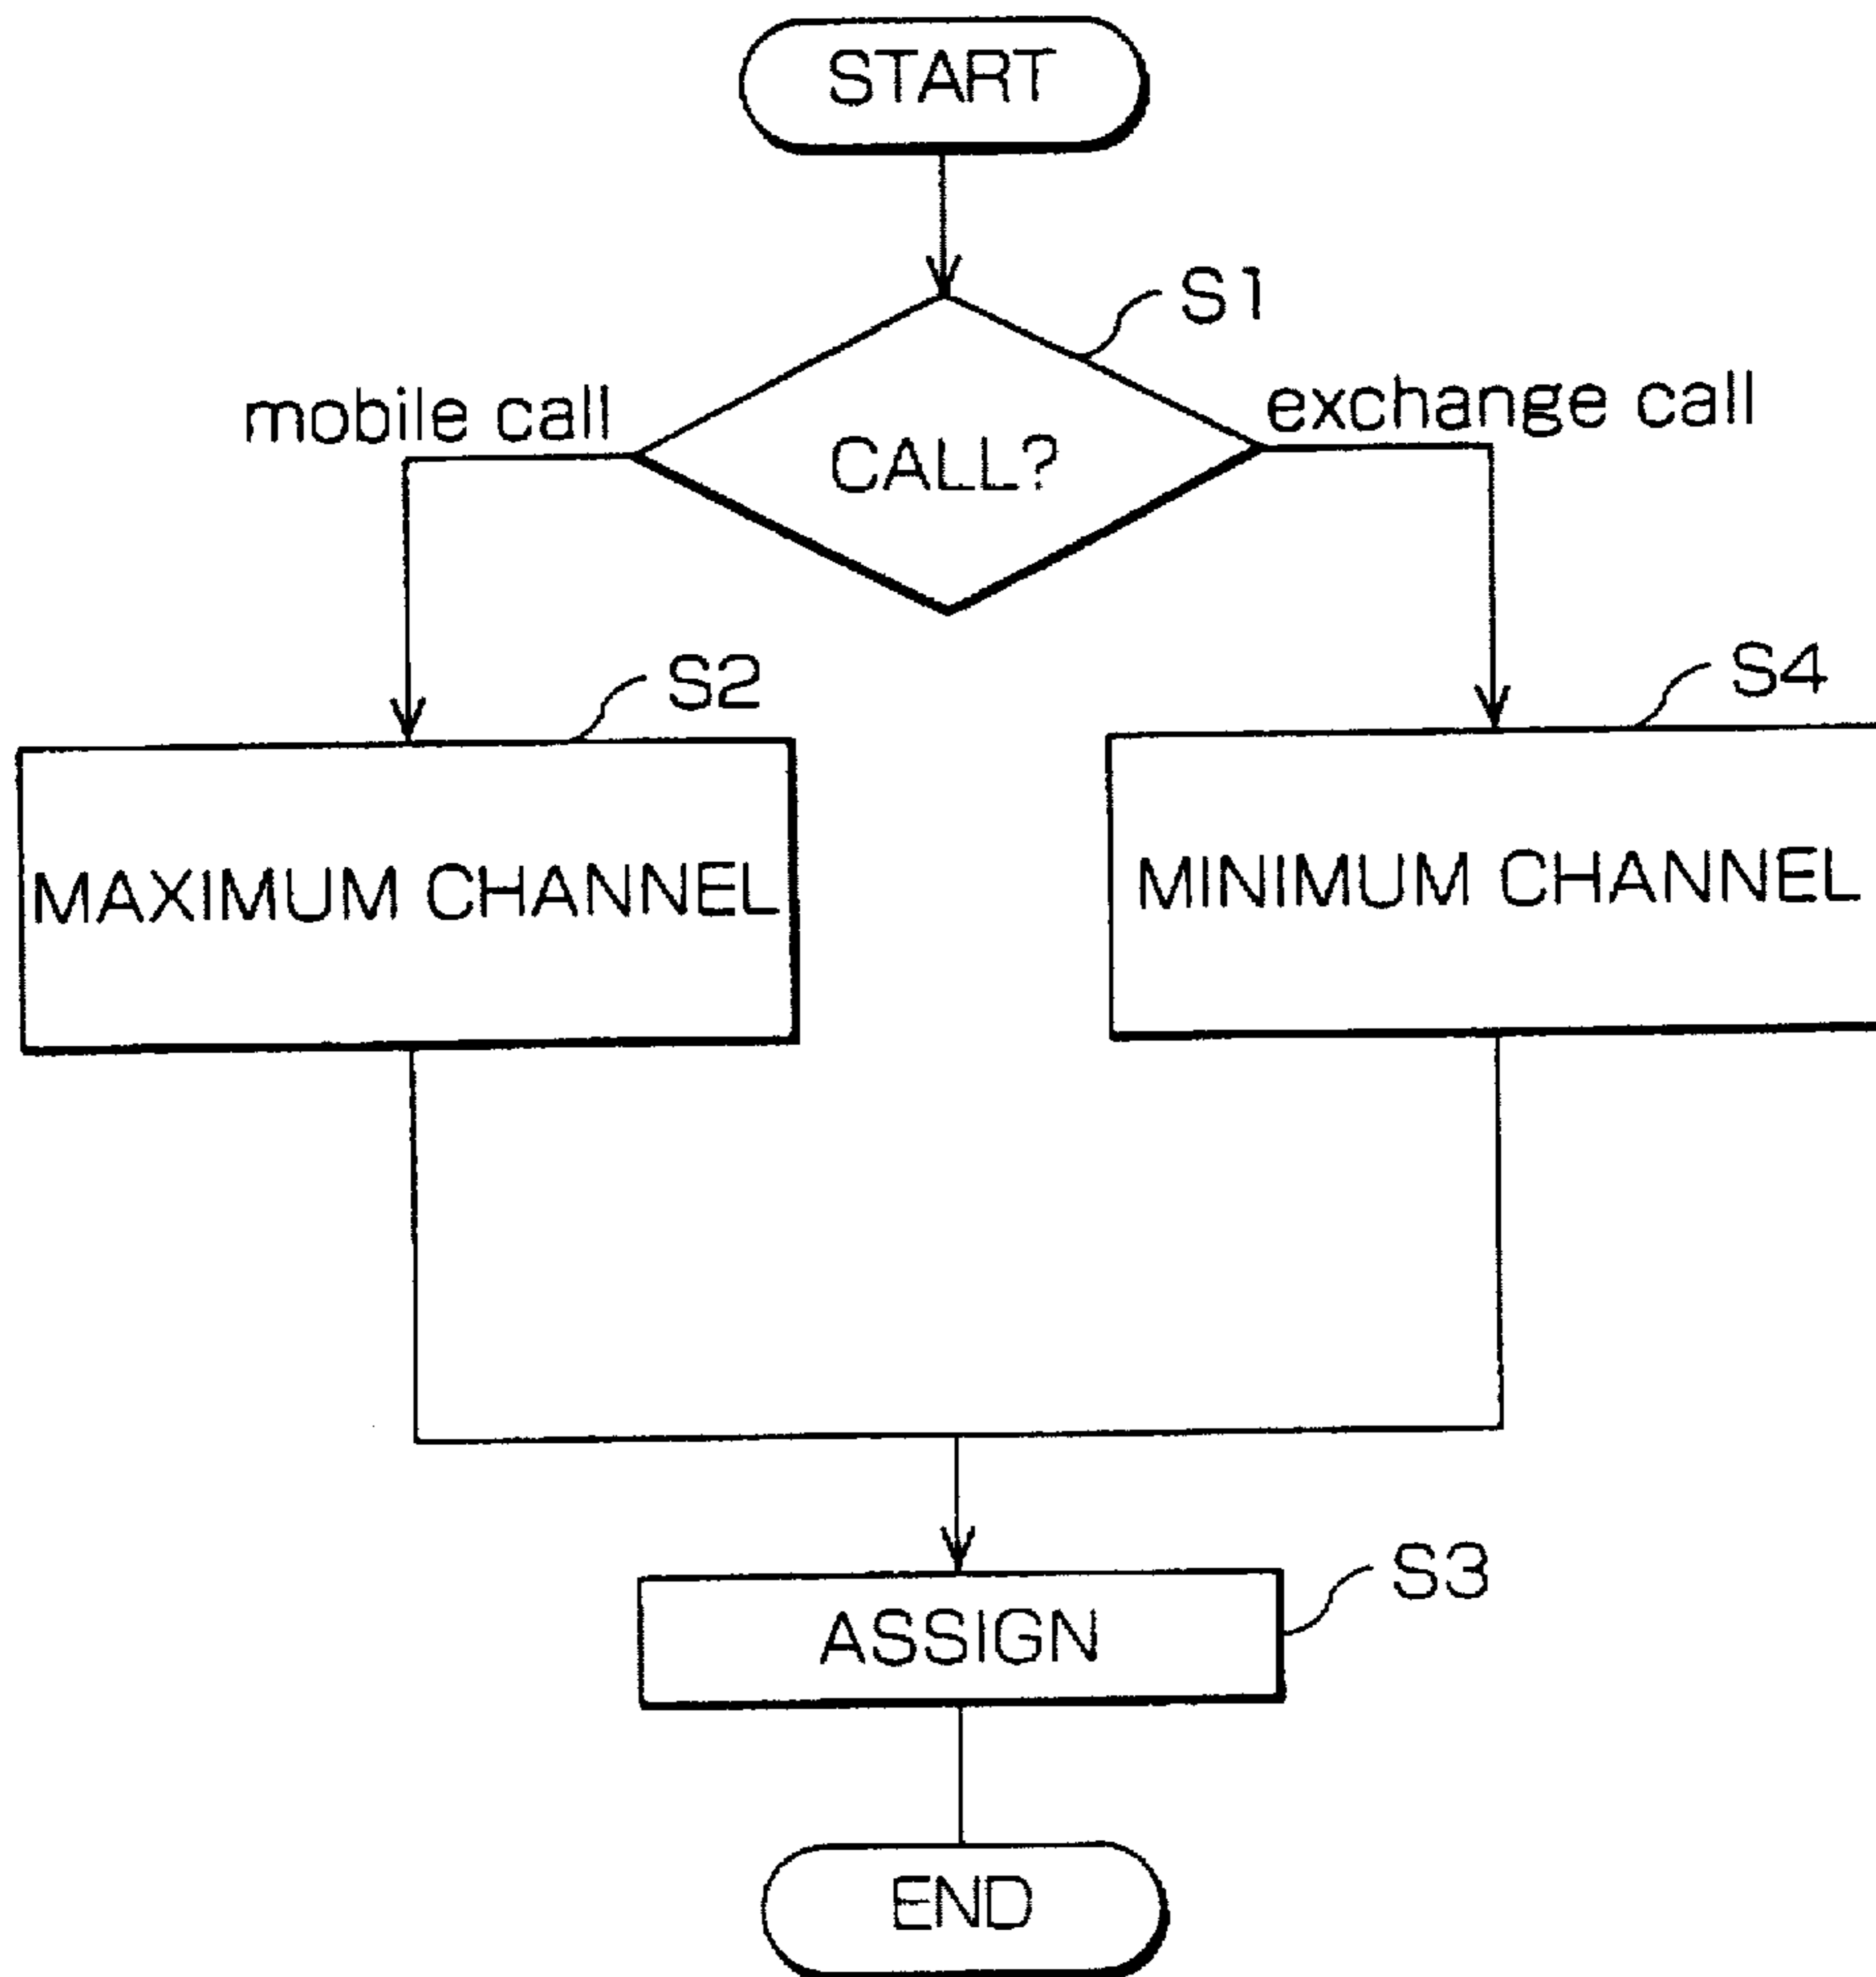 START
S1
mobile call
exchange call
CALL?
S2
S4
MAXIMUM CHANNEL
MINIMUM CHANNEL
S3
ASSIGN
END